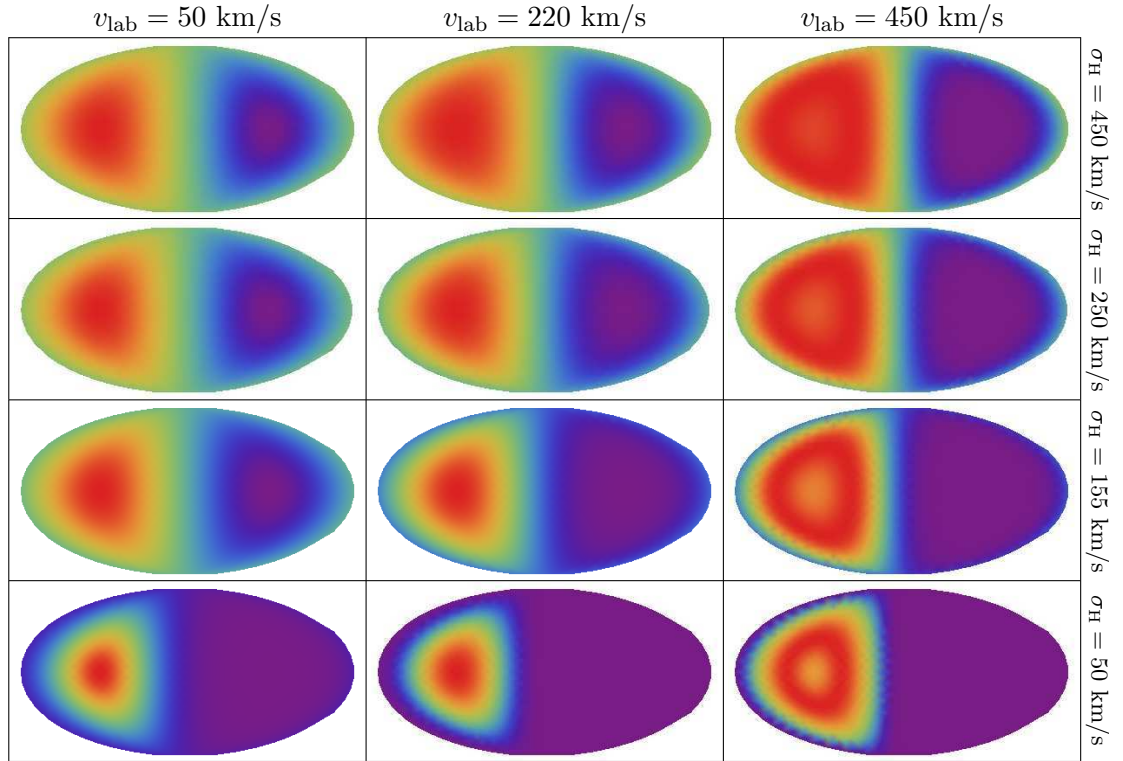 v_lab = 50 km/s
v_lab = 220 km/s
v_lab = 450 km/s
σ_H = 450 km/s
σ_H = 250 km/s
σ_H = 155 km/s
σ_H = 50 km/s